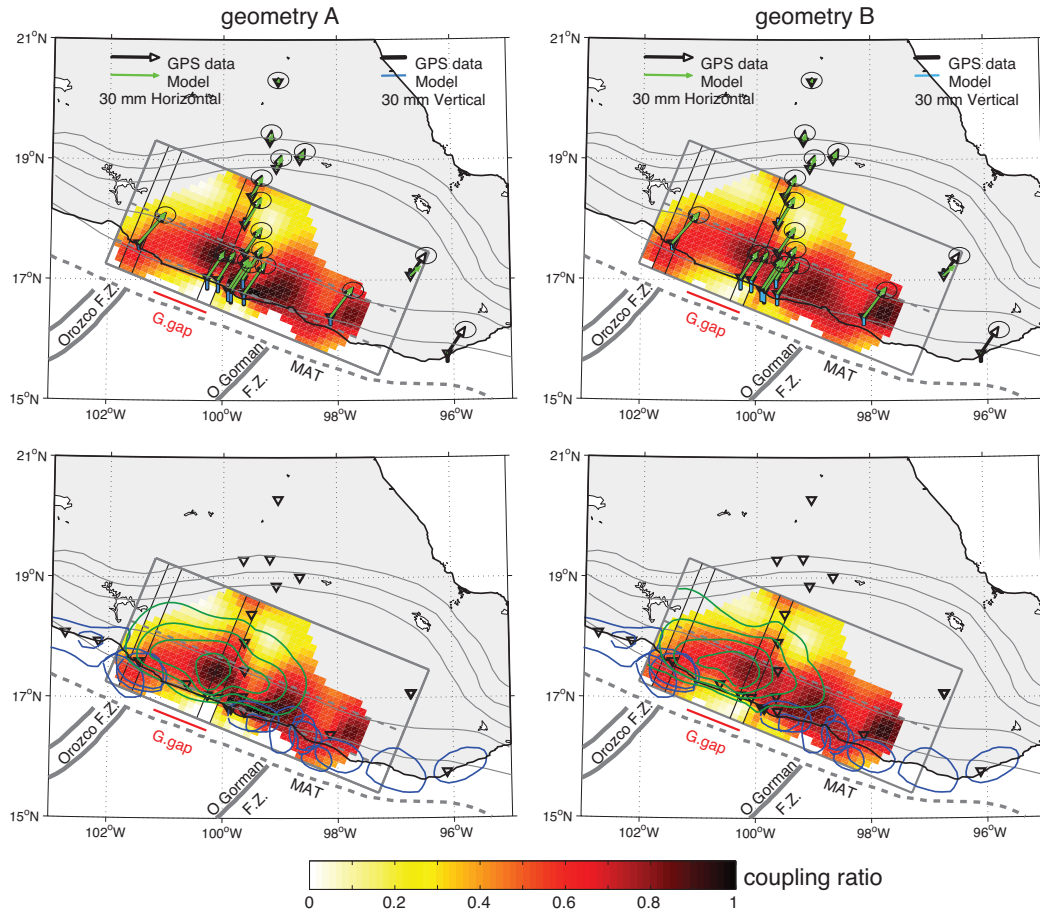 geometry A
geometry B
21°N
GPS data
Model
30 mm Horizontal
GPS data
Model
30 mm Vertical
21°N
GPS data
Model
30 mm Horizontal
GPS data
Model
30 mm Vertical
19°N
19°N
17°N
17°N
Orozco F.Z.
G.gap
O Gorman
F.Z.
MAT
Orozco F.Z.
G.gap
O Gorman
F.Z.
MAT
15°N
15°N
102°W
100°W
98°W
96°W
102°W
100°W
98°W
96°W
21°N
21°N
19°N
19°N
17°N
17°N
Orozco F.Z.
G.gap
O Gorman
F.Z.
MAT
Orozco F.Z.
G.gap
O Gorman
F.Z.
MAT
15°N
15°N
102°W
100°W
98°W
96°W
102°W
100°W
98°W
96°W
coupling ratio
0
0.2
0.4
0.6
0.8
1